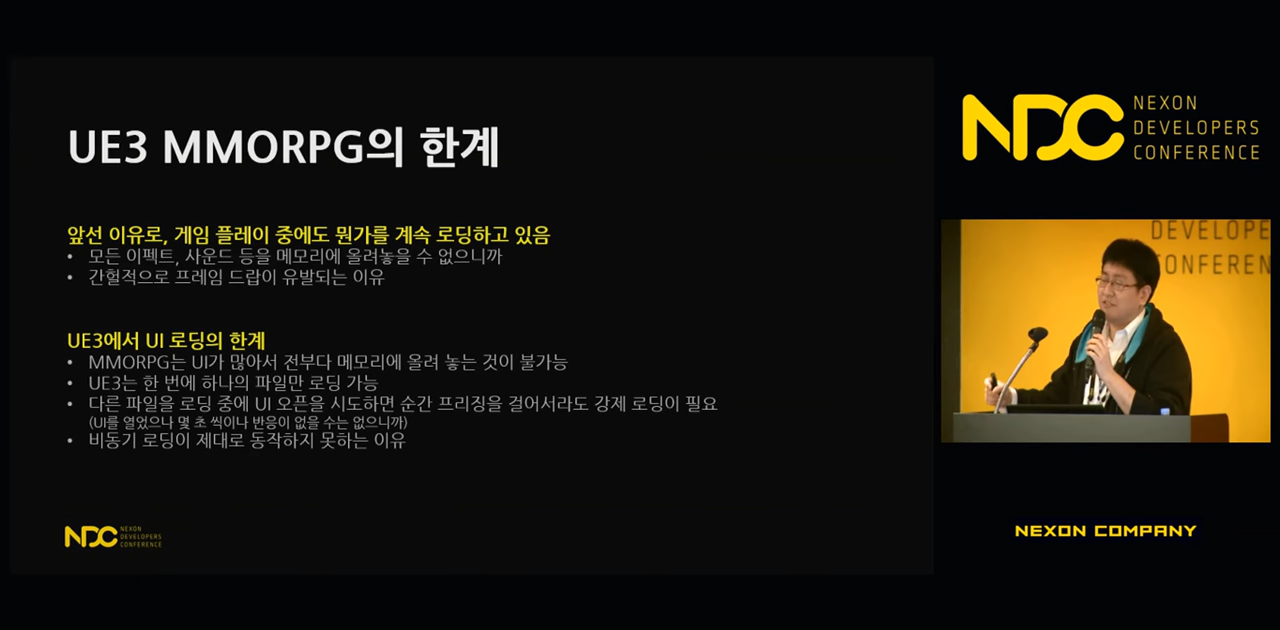 UE3 MMORPG의 한계
앞선 이유로, 게임 플레이 중에도 뭔가를 계속 로딩하고 있음
• 모든 이펙트, 사운드 등을 메모리에 올려놓을 수 없으니까
• 간헐적으로 프레임 드랍이 유발되는 이유
UE3에서 UI 로딩의 한계
• MMORPG는 UI가 많아서 전부다 메모리에 올려 놓는 것이 불가능
• UE3는 한 번에 하나의 파일만 로딩 가능
• 다른 파일을 로딩 중에 UI 오픈을 시도하면 순간 프리징을 걸어서라도 강제 로딩이 필요
(UI를 열었으나 몇 초 씩이나 반응이 없을 수는 없으니까)
• 비동기 로딩이 제대로 동작하지 못하는 이유
NDC NEXON
DEVELOPERS
CONFERENCE
NDC NEXON
DEVELOPERS
CONFERENCE
DEVELOPE
CONFEREN
NEXON COMPANY